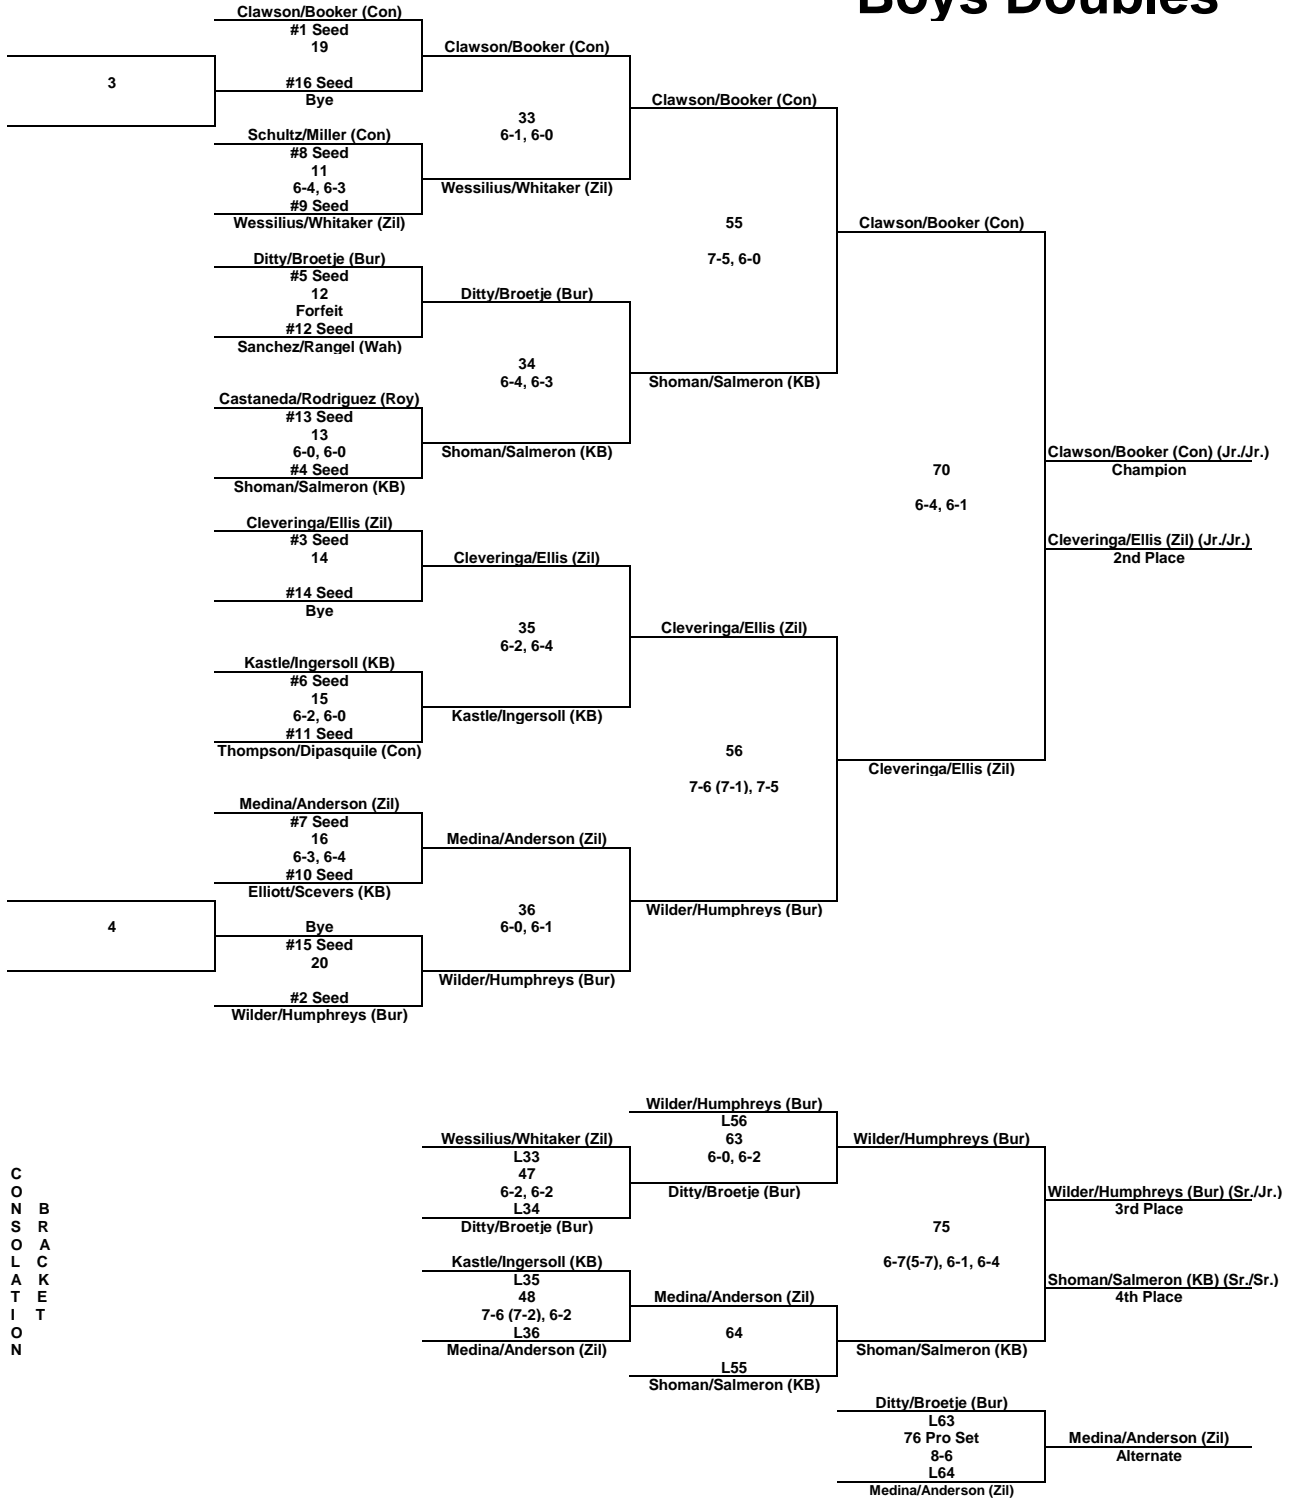 Boys Doubles
Clawson/Booker (Con)
#1 Seed
19
#16 Seed
Bye
3
Schultz/Miller (Con)
#8 Seed
11
6-4, 6-3
#9 Seed
Wessilius/Whitaker (Zil)
Ditty/Broetje (Bur)
#5 Seed
12
Forfeit
#12 Seed
Sanchez/Rangel (Wah)
Castaneda/Rodriguez (Roy)
#13 Seed
13
6-0, 6-0
#4 Seed
Shoman/Salmeron (KB)
Cleveringa/Ellis (Zil)
#3 Seed
14
#14 Seed
Bye
Kastle/Ingersoll (KB)
#6 Seed
15
6-2, 6-0
#11 Seed
Thompson/Dipasquile (Con)
Medina/Anderson (Zil)
#7 Seed
16
6-3, 6-4
#10 Seed
Elliott/Scevers (KB)
4
Bye
#15 Seed
20
#2 Seed
Wilder/Humphreys (Bur)
Clawson/Booker (Con)
33
6-1, 6-0
Wessilius/Whitaker (Zil)
Ditty/Broetje (Bur)
34
6-4, 6-3
Shoman/Salmeron (KB)
Cleveringa/Ellis (Zil)
35
6-2, 6-4
Kastle/Ingersoll (KB)
Medina/Anderson (Zil)
36
6-0, 6-1
Wilder/Humphreys (Bur)
Clawson/Booker (Con)
55
7-5, 6-0
Shoman/Salmeron (KB)
Cleveringa/Ellis (Zil)
56
7-6 (7-1), 7-5
Wilder/Humphreys (Bur)
Clawson/Booker (Con)
70
6-4, 6-1
Cleveringa/Ellis (Zil)
Clawson/Booker (Con) (Jr./Jr.)
Champion
Cleveringa/Ellis (Zil) (Jr./Jr.)
2nd Place
CONSOLATION
BRACKET
Wessilius/Whitaker (Zil)
L33
47
6-2, 6-2
L34
Ditty/Broetje (Bur)
Kastle/Ingersoll (KB)
L35
48
7-6 (7-2), 6-2
L36
Medina/Anderson (Zil)
Wilder/Humphreys (Bur)
L56
63
6-0, 6-2
Ditty/Broetje (Bur)
Medina/Anderson (Zil)
64
L55
Shoman/Salmeron (KB)
Wilder/Humphreys (Bur)
75
6-7(5-7), 6-1, 6-4
Shoman/Salmeron (KB)
Wilder/Humphreys (Bur) (Sr./Jr.)
3rd Place
Shoman/Salmeron (KB) (Sr./Sr.)
4th Place
Ditty/Broetje (Bur)
L63
76 Pro Set
8-6
L64
Medina/Anderson (Zil)
Medina/Anderson (Zil)
Alternate